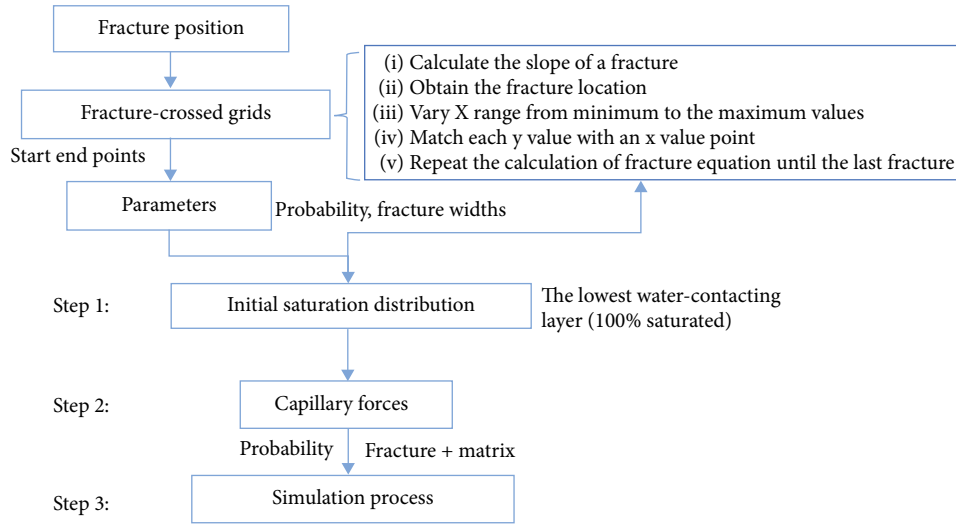 Fracture position
Fracture-crossed grids
(i) Calculate the slope of a fracture
(ii) Obtain the fracture location
(iii) Vary X range from minimum to the maximum values
(iv) Match each y value with an x value point
(v) Repeat the calculation of fracture equation until the last fracture
Start end points
Parameters
Probability, fracture widths
Step 1:
Initial saturation distribution
The lowest water-contacting
layer (100% saturated)
Step 2:
Capillary forces
Probability
Fracture + matrix
Step 3:
Simulation process